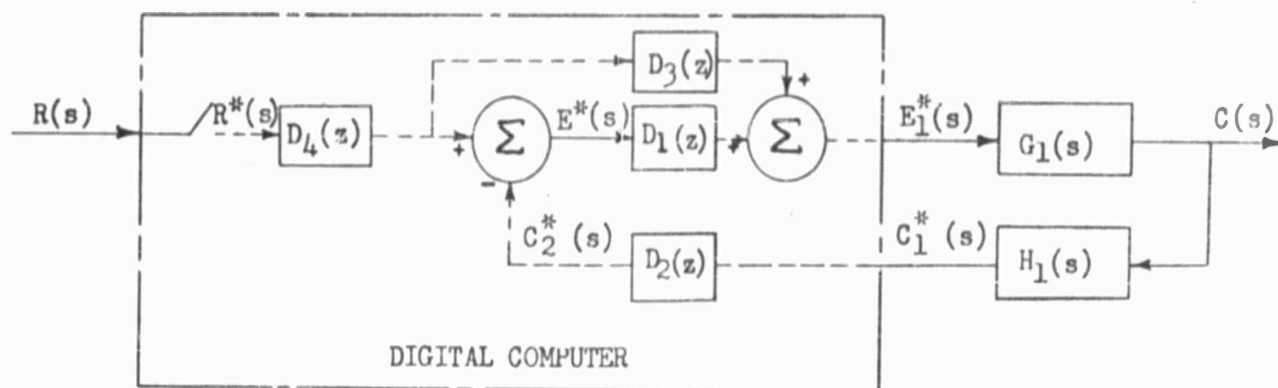 D₃(z)
+
R(s)
R*(s)
D₄(z)
+
Σ
-
E*(s)
D₁(z)
+
Σ
E₁*(s)
G₁(s)
C(s)
C₂*(s)
D₂(z)
C₁*(s)
H₁(s)
DIGITAL COMPUTER